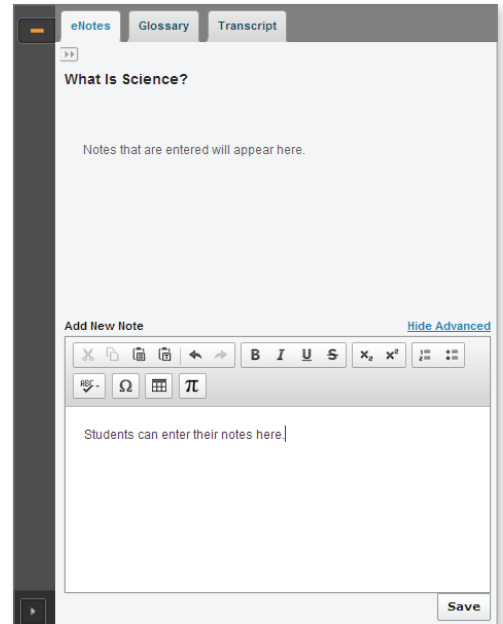 eNotes Glossary Transcript
What Is Science?
Notes that are entered will appear here.
Add New Note Hide Advanced
B I U S x₂ x²
ABC Ω π
Students can enter their notes here.
Save